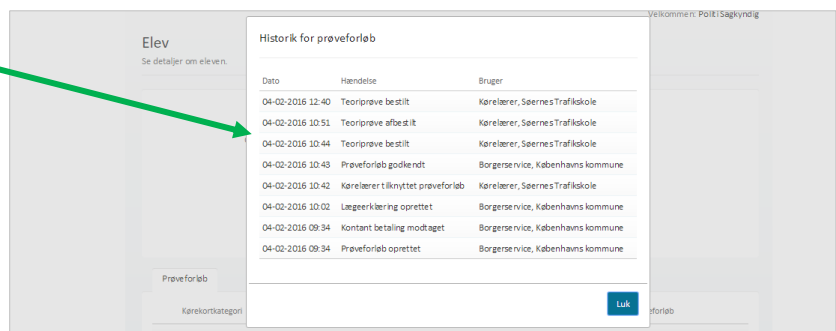 Velkommen: Politi Sagkyndig
Elev
Se detaljer om eleven.
Historik for prøveforløb
Dato Hændelse Bruger
04-02-2016 12:40 Teoriprøve bestilt Kørelærer, Søernes Trafikskole
04-02-2016 10:51 Teoriprøve afbestilt Kørelærer, Søernes Trafikskole
04-02-2016 10:44 Teoriprøve bestilt Kørelærer, Søernes Trafikskole
04-02-2016 10:43 Prøveforløb godkendt Borgerservice, Københavns kommune
04-02-2016 10:42 Kørelærer tilknyttet prøveforløb Kørelærer, Søernes Trafikskole
04-02-2016 10:02 Lægeerklæring oprettet Borgerservice, Københavns kommune
04-02-2016 09:34 Kontant betaling modtaget Borgerservice, Københavns kommune
04-02-2016 09:34 Prøveforløb oprettet Borgerservice, Københavns kommune
Luk
Prøveforløb
Kørekortkategori eforløb